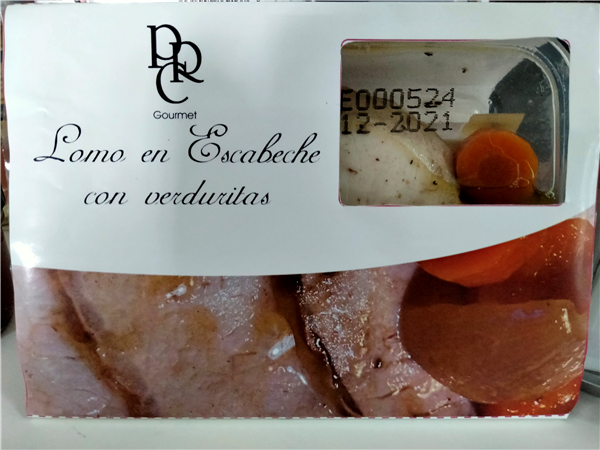 DRC
Gourmet
Lomo en Escabeche
con verduritas
E000524
12-2021